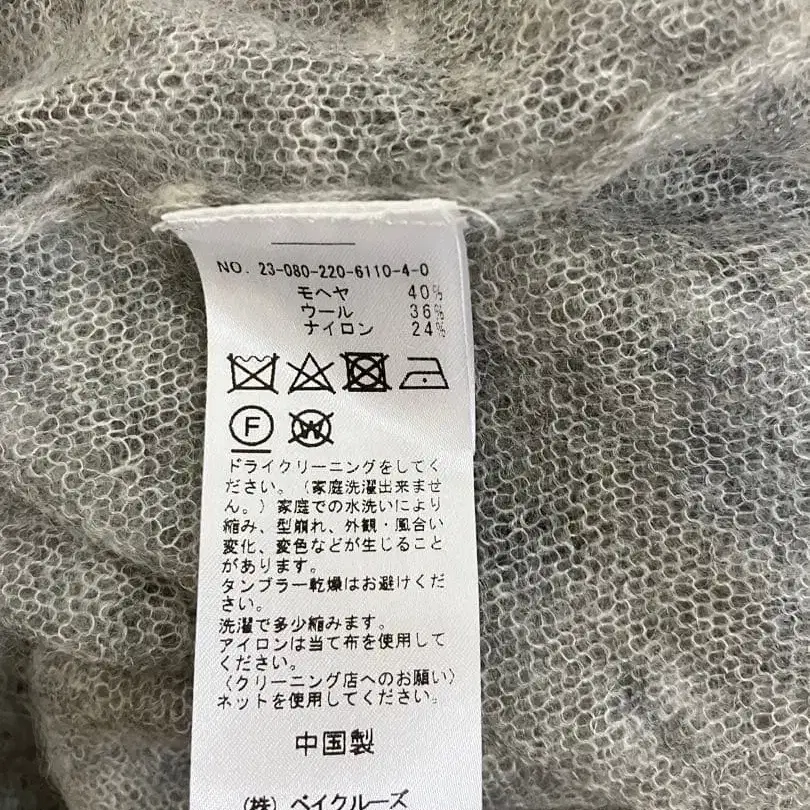 NO. 23-080-220-6110-4-0
モヘヤ 40%
ウール 36%
ナイロン 24%
F
W
ドライクリーニングをしてく
ださい。（家庭洗濯出来ませ
ん。）家庭での水洗いにより
縮み、型崩れ、外観・風合い
変化、変色などが生じること
があります。
タンブラー乾燥はお避けくだ
さい。
洗濯で多少縮みます。
アイロンは当て布を使用して
ください。
〈クリーニング店へのお願い〉
ネットを使用してください。
中国製
（株）ベイクルーズ